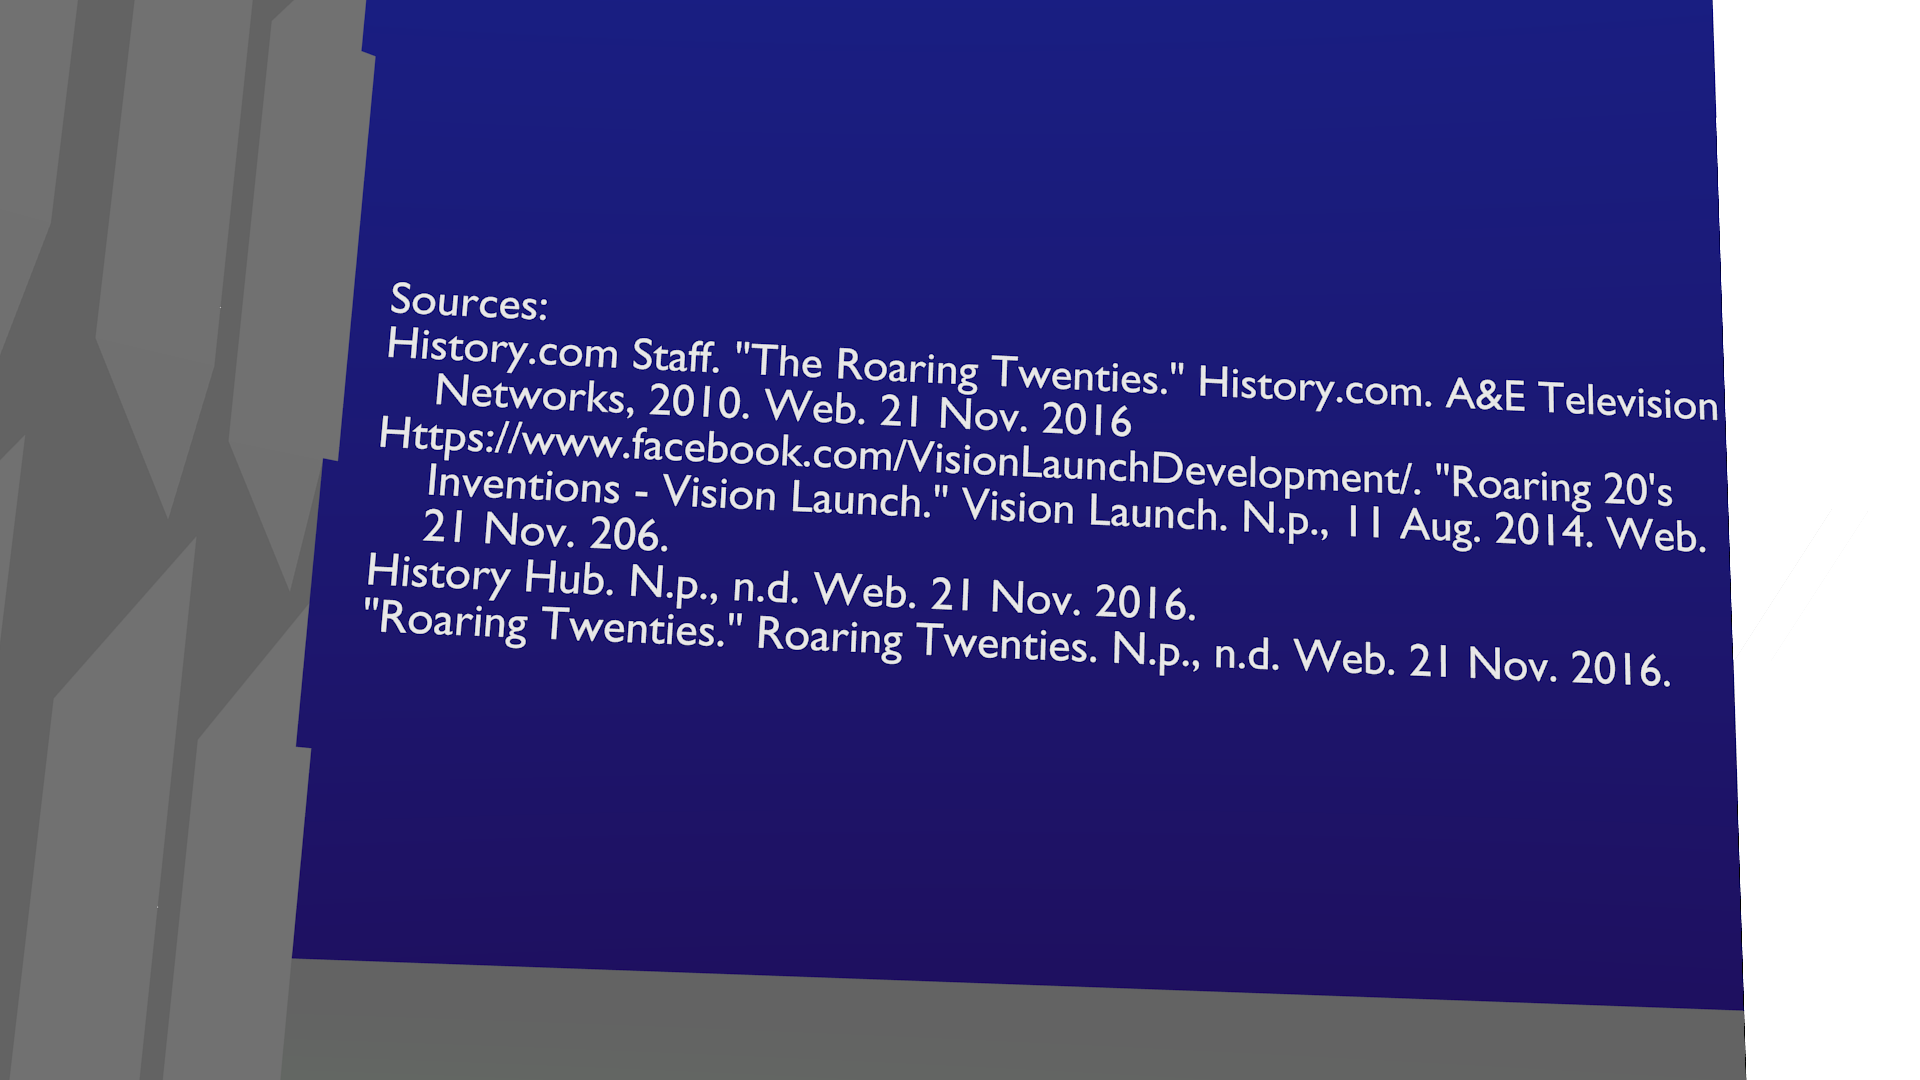 Sources:
History.com Staff. "The Roaring Twenties." History.com. A&E Television
Networks, 2010. Web. 21 Nov. 2016
Https://www.facebook.com/VisionLaunchDevelopment/. "Roaring 20's
Inventions - Vision Launch." Vision Launch. N.p., 11 Aug. 2014. Web.
21 Nov. 206.
History Hub. N.p., n.d. Web. 21 Nov. 2016.
"Roaring Twenties." Roaring Twenties. N.p., n.d. Web. 21 Nov. 2016.